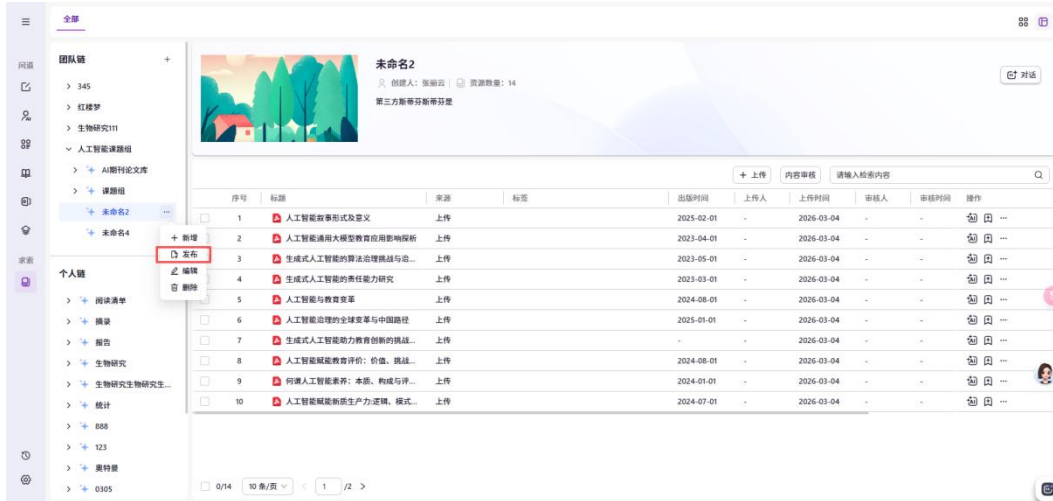 全部
问道
求索
团队链 +
345
红楼梦
生物研究111
人工智能课题组
AI期刊论文库
课题组
未命名2 ...
未命名4
+ 新增
发布
编辑
删除
个人链
阅读清单
摘录
报告
生物研究
生物研究生物研究生...
统计
888
123
奥特曼
0305
未命名2
创建人: 张丽云 | 资源数量: 14
第三方斯蒂芬斯蒂芬是
对话
+ 上传 内容审核 请输入检索内容
序号 标题 来源 标签 出版时间 上传人 上传时间 审核人 审核时间 操作
1 人工智能叙事形式及意义 上传 2025-02-01 - 2026-03-04 - - AI ...
2 人工智能通用大模型教育应用影响探析 上传 2023-04-01 - 2026-03-04 - - AI ...
3 生成式人工智能的算法治理挑战与治... 上传 2023-05-01 - 2026-03-04 - - AI ...
4 生成式人工智能的责任能力研究 上传 2023-03-01 - 2026-03-04 - - AI ...
5 人工智能与教育变革 上传 2024-08-01 - 2026-03-04 - - AI ...
6 人工智能治理的全球变革与中国路径 上传 2025-01-01 - 2026-03-04 - - AI ...
7 生成式人工智能助力教育创新的挑战... 上传 - - 2026-03-04 - - AI ...
8 人工智能赋能教育评价：价值、挑战... 上传 2024-08-01 - 2026-03-04 - - AI ...
9 何谓人工智能素养：本质、构成与评... 上传 2024-01-01 - 2026-03-04 - - AI ...
10 人工智能赋能新质生产力:逻辑、模式... 上传 2024-07-01 - 2026-03-04 - - AI ...
0/14 10 条/页 < 1 /2 >